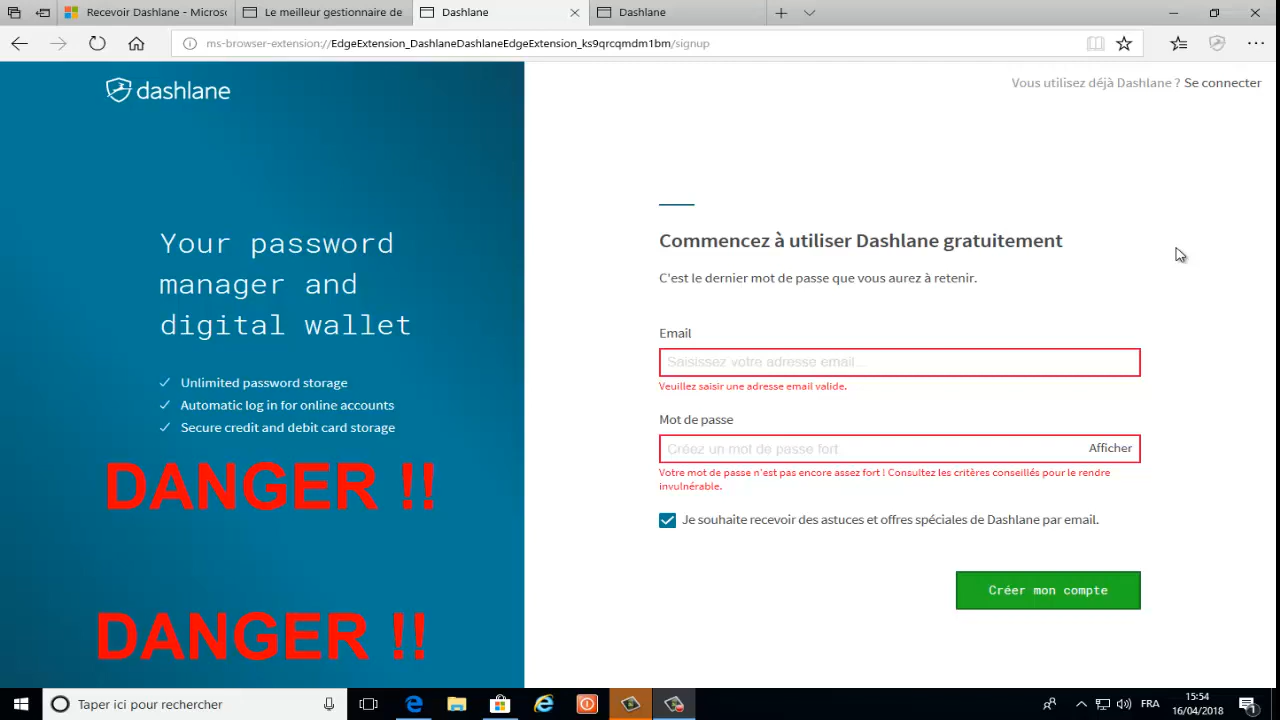 Recevoir Dashlane - Micros
Le meilleur gestionnaire de
Dashlane
Dashlane
ms-browser-extension://EdgeExtension_DashlaneDashlaneEdgeExtension_ks9qrcqmdm1bm/signup
dashlane
Vous utilisez déjà Dashlane ? Se connecter
Your password
manager and
digital wallet
Unlimited password storage
Automatic log in for online accounts
Secure credit and debit card storage
DANGER !!
DANGER !!
Commencez à utiliser Dashlane gratuitement
C'est le dernier mot de passe que vous aurez à retenir.
Email
Saisissez votre adresse email...
Veuillez saisir une adresse email valide.
Mot de passe
Créez un mot de passe fort
Afficher
Votre mot de passe n'est pas encore assez fort ! Consultez les critères conseillés pour le rendre
invulnérable.
Je souhaite recevoir des astuces et offres spéciales de Dashlane par email.
Créer mon compte
Taper ici pour rechercher
FRA
15:54
16/04/2018
1